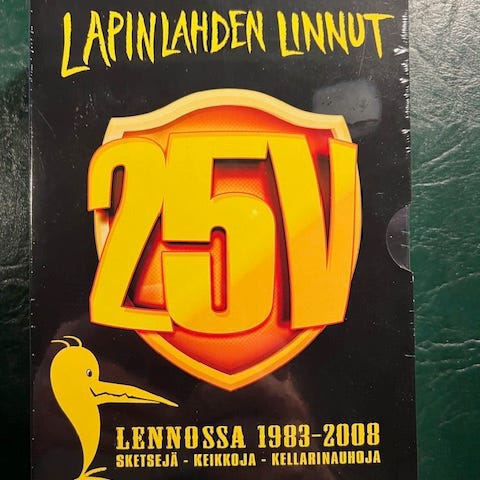 LAPINLAHDEN LINNUT
25V
LENNOSSA 1983-2008
SKETSEJÄ - KEIKKOJA - KELLARINAUHOJA